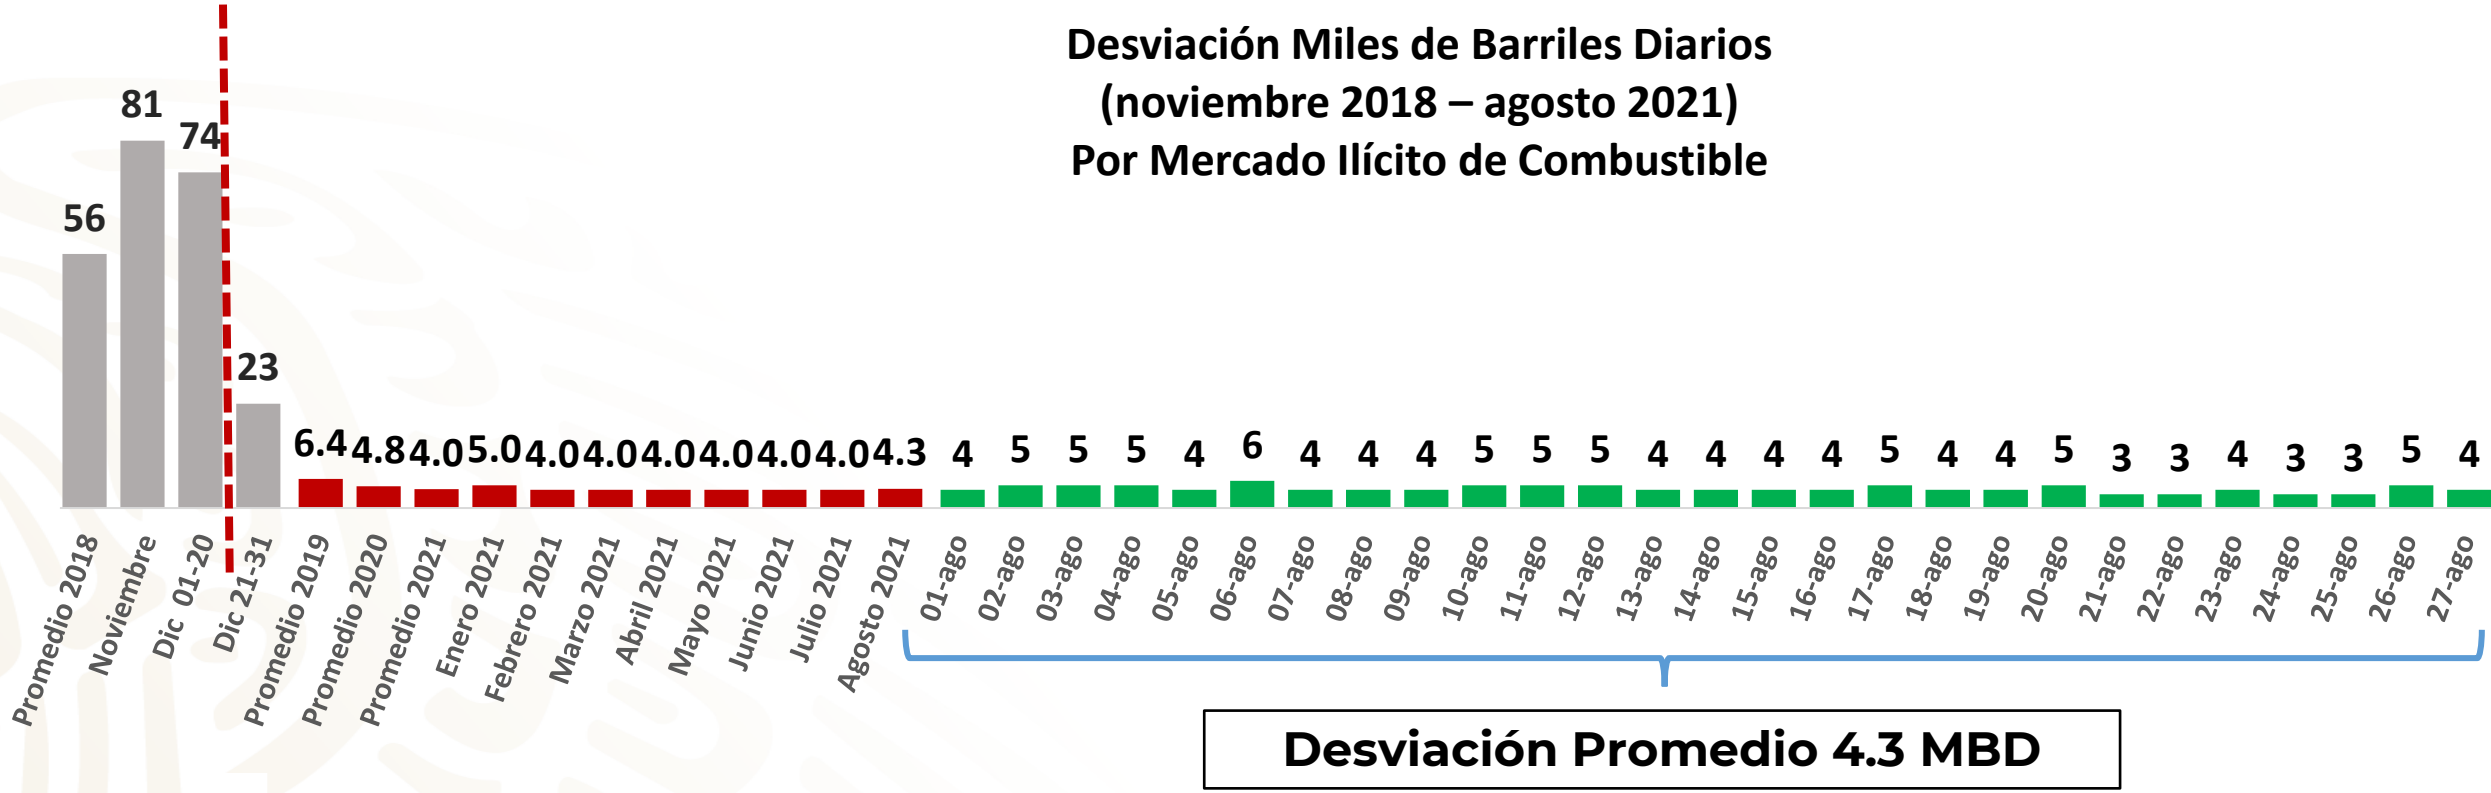 Desviación Miles de Barriles Diarios
(noviembre 2018 – agosto 2021)
Por Mercado Ilícito de Combustible
56
81
74
23
6.4 4.8 4.0 5.0 4.0 4.0 4.0 4.0 4.0 4.0 4.3 4 5 5 5 4 6 4 4 4 5 5 5 4 4 4 4 5 4 4 5 3 3 4 3 3 5 4
Promedio 2018
Noviembre
Dic 01-20
Dic 21-31
Promedio 2019
Promedio 2020
Promedio 2021
Enero 2021
Febrero 2021
Marzo 2021
Abril 2021
Mayo 2021
Junio 2021
Julio 2021
Agosto 2021
01-ago
02-ago
03-ago
04-ago
05-ago
06-ago
07-ago
08-ago
09-ago
10-ago
11-ago
12-ago
13-ago
14-ago
15-ago
16-ago
17-ago
18-ago
19-ago
20-ago
21-ago
22-ago
23-ago
24-ago
25-ago
26-ago
27-ago
Desviación Promedio 4.3 MBD